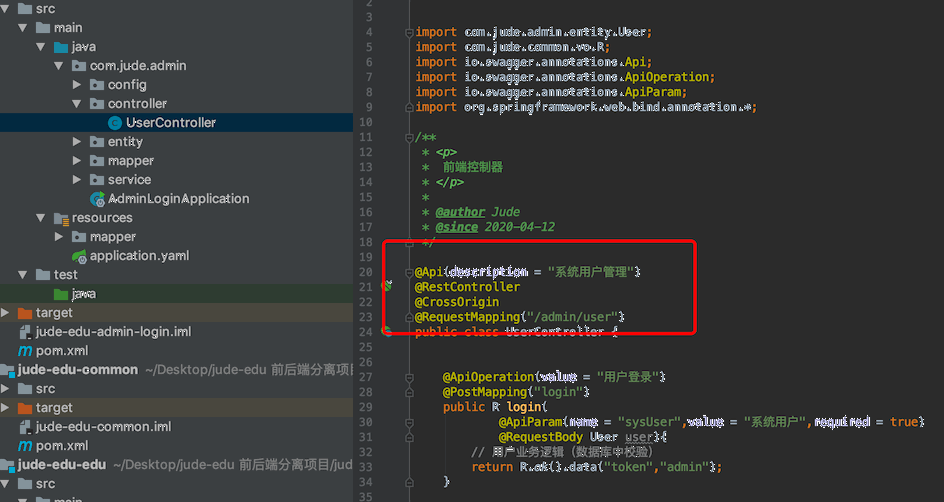 src
main
java
com.jude.admin
config
controller
UserController
entity
mapper
service
AdminLoginApplication
resources
mapper
application.yaml
test
java
target
jude-edu-admin-login.iml
pom.xml
jude-edu-common ~/Desktop/jude-edu 前后端分离项目
src
target
jude-edu-common.iml
pom.xml
jude-edu-edu ~/Desktop/jude-edu 前后端分离项目/jud
src
main
2
3
4 import com.jude.admin.entity.User;
5 import com.jude.common.vo.R;
6 import io.swagger.annotations.Api;
7 import io.swagger.annotations.ApiOperation;
8 import io.swagger.annotations.ApiParam;
9 import org.springframework.web.bind.annotation.*;
10
11 /**
12 * <p>
13 * 前端控制器
14 * </p>
15 *
16 * @author Jude
17 * @since 2020-04-12
18 */
19
20 @Api(description = "系统用户管理")
21 @RestController
22 @CrossOrigin
23 @RequestMapping("/admin/user")
24 public class UserController {
25
26
27 @ApiOperation(value = "用户登录")
28 @PostMapping("login")
29 public R login(
30 @ApiParam(name = "sysUser",value = "系统用户",required = true)
31 @RequestBody User user){
32 // 用户业务逻辑（数据库中校验）
33 return R.ok().data("token","admin");
34 }
35